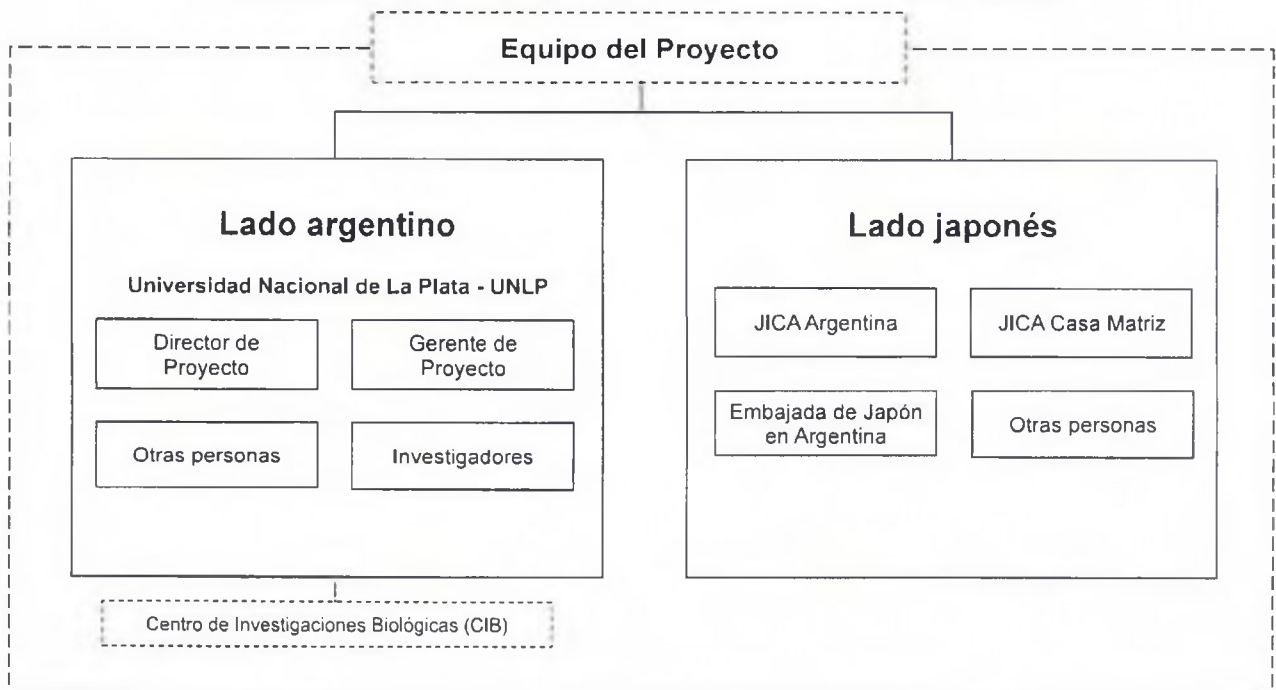 Equipo del Proyecto
Lado argentino
Universidad Nacional de La Plata - UNLP
Director de
Proyecto
Gerente de
Proyecto
Otras personas
Investigadores
Centro de Investigaciones Biológicas (CIB)
Lado japonés
JICA Argentina
JICA Casa Matriz
Embajada de Japón
en Argentina
Otras personas